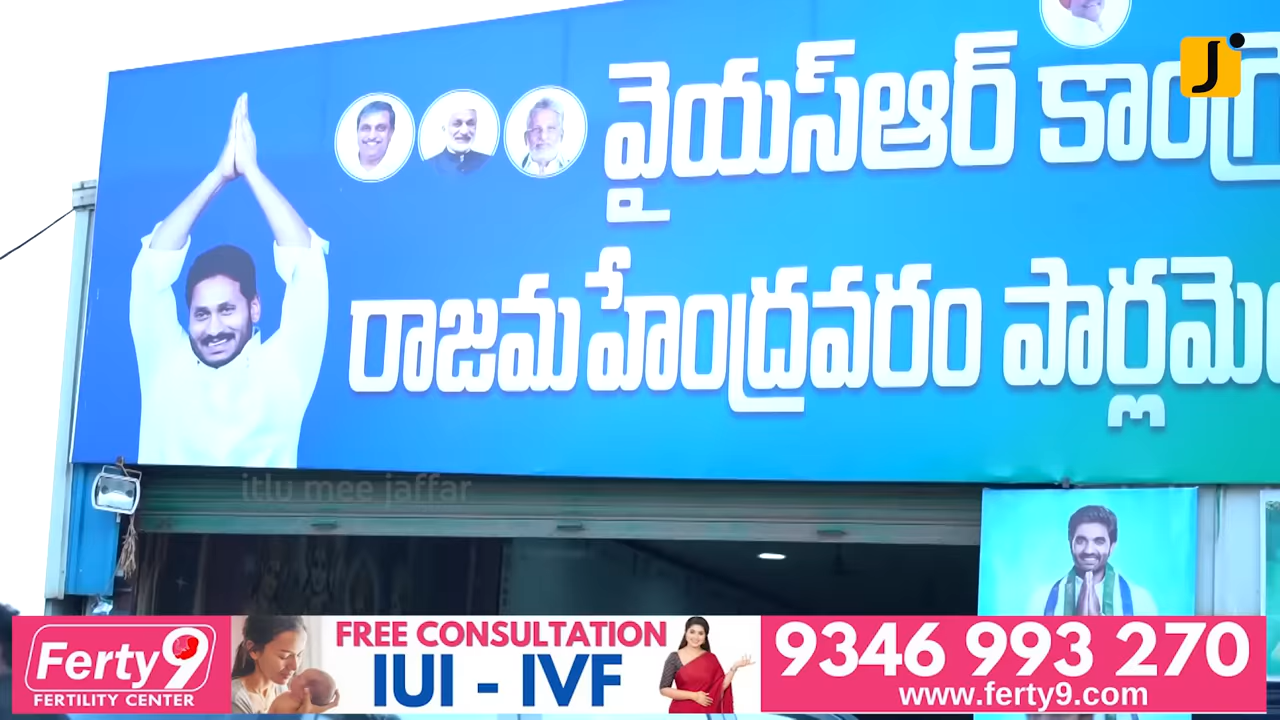 వైయస్ఆర్
రాజమహేంద్రవరం
itlu mee jaffar
Ferty9
FERTILITY CENTER
FREE CONSULTATION
IUI - IVF
9346 993 270
www.ferty9.com
J